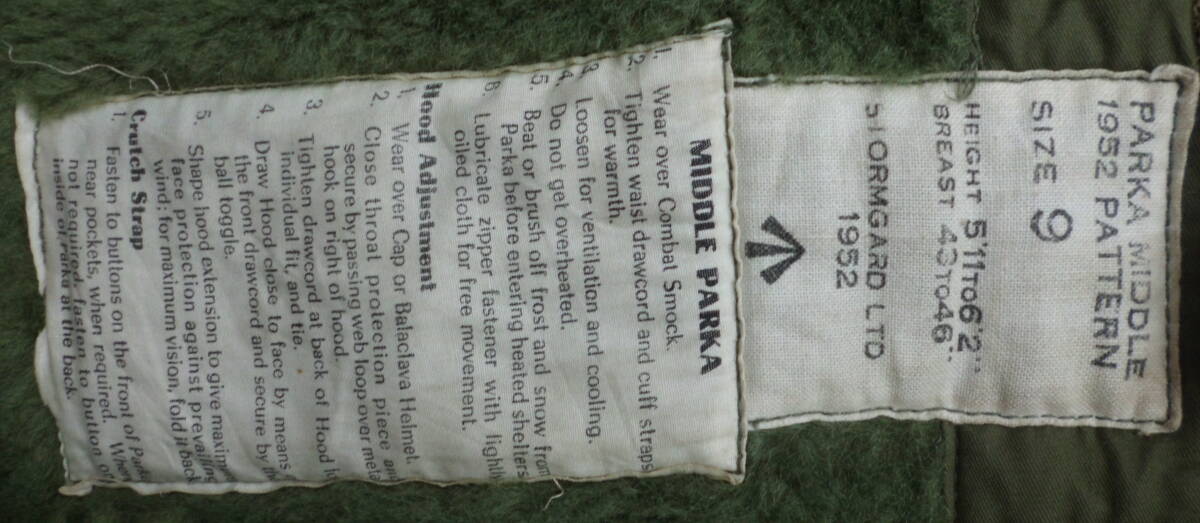 PARKA MIDDLE
1952 PATTERN
SIZE 9
HEIGHT 5'11TO6'2"
BREAST 43TO46"
STORMGARD LTD
1952
MIDDLE PARKA
1. Wear over Combat Smock.
2. Tighten waist drawcord and cuff straps
for warmth.
3. Loosen for ventilation and cooling.
4. Do not get overheated.
5. Beat or brush off frost and snow from
Parka before entering heated shelters
6. Lubricate zipper fastener with lightly
oiled cloth for free movement.
Hood Adjustment
1. Wear over Cap or Balaclava Helmet.
2. Close throat protection piece and
secure by passing web loop over metal
hook on right of hood.
3. Tighten drawcord at back of Hood
individual fit, and tie.
4. Draw Hood close to face by means
the front drawcord and secure by
ball toggle.
5. Shape hood extension to give maximum
face protection against prevailing
wind: for maximum vision, fold it back
Crutch Strap
1. Fasten to buttons on the front of Parka
near pockets, when required. When
not required, fasten to button on
inside of Parka at the back.